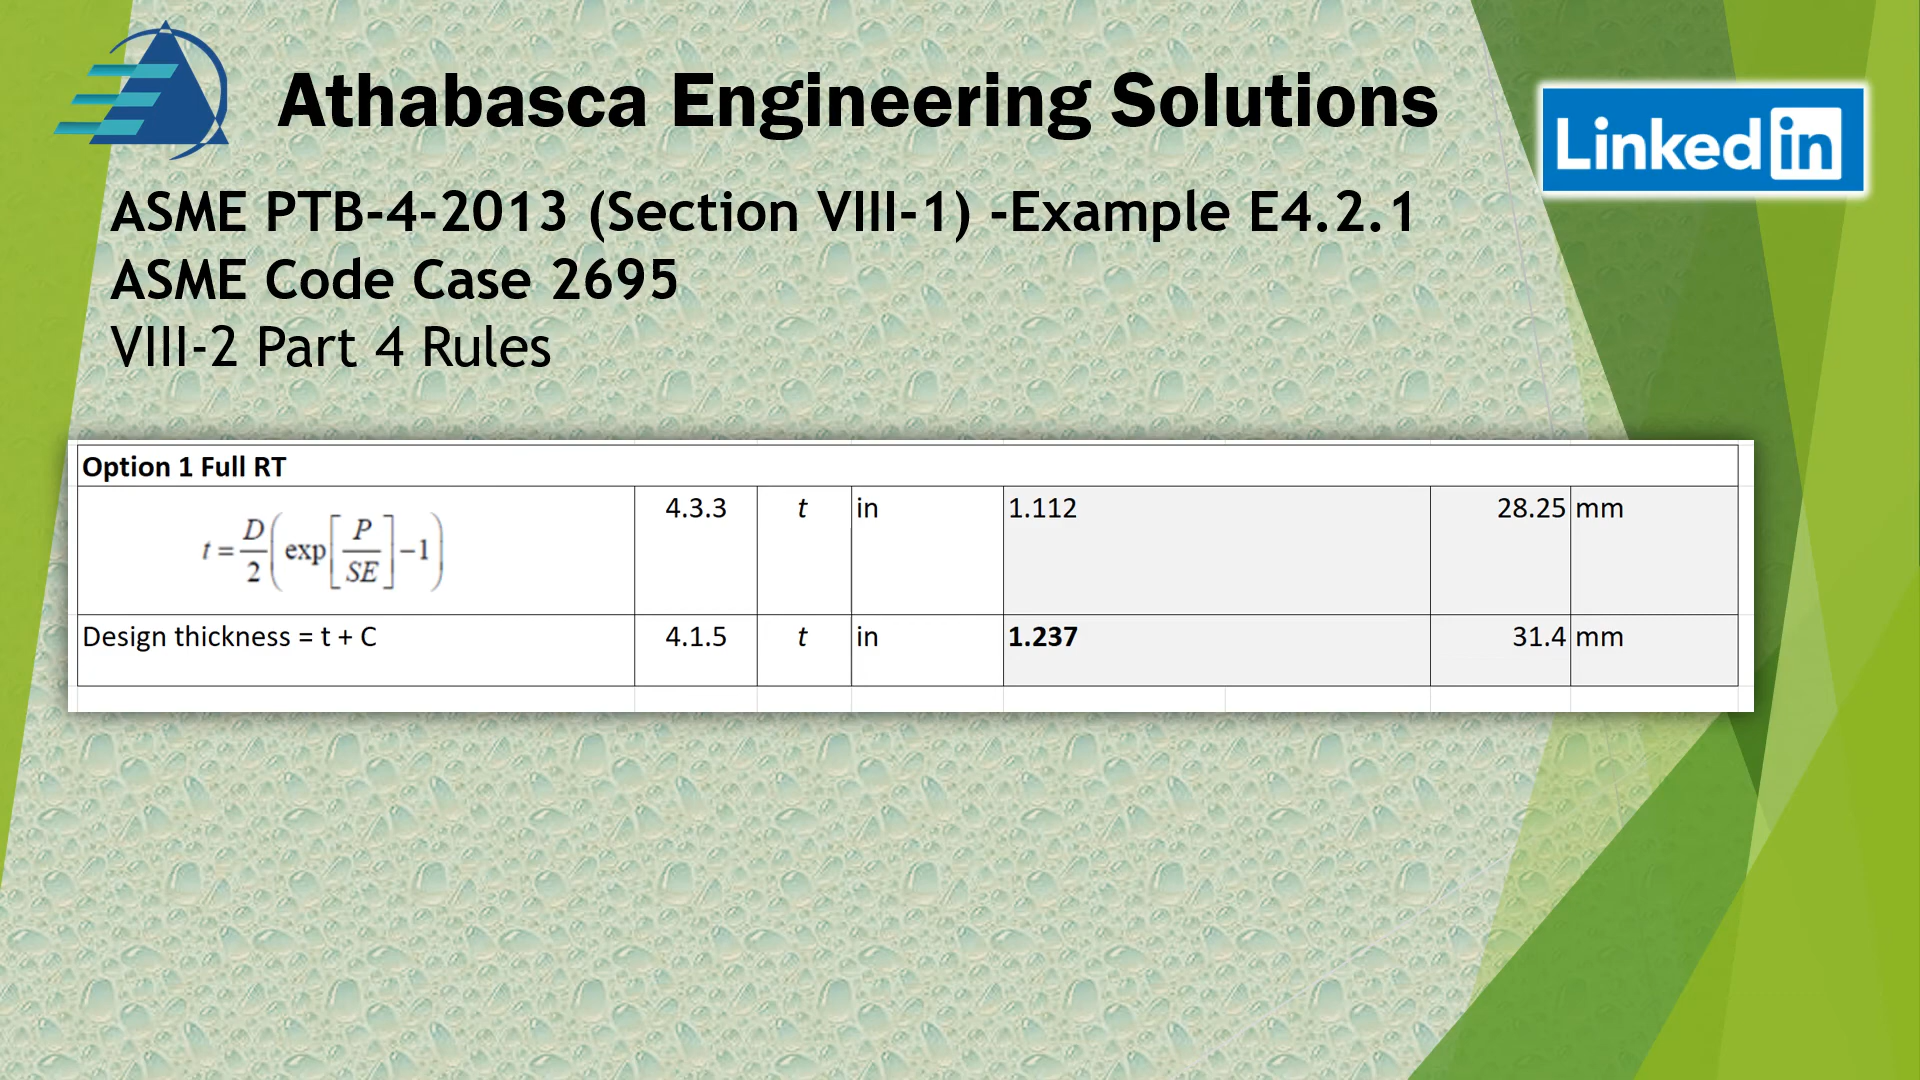 Athabasca Engineering Solutions
Linked in
ASME PTB-4-2013 (Section VIII-1) -Example E4.2.1
ASME Code Case 2695
VIII-2 Part 4 Rules
Option 1 Full RT
t = D/2 ( exp [ P/SE ] −1 ) 4.3.3 t in 1.112 28.25 mm
Design thickness = t + C 4.1.5 t in 1.237 31.4 mm